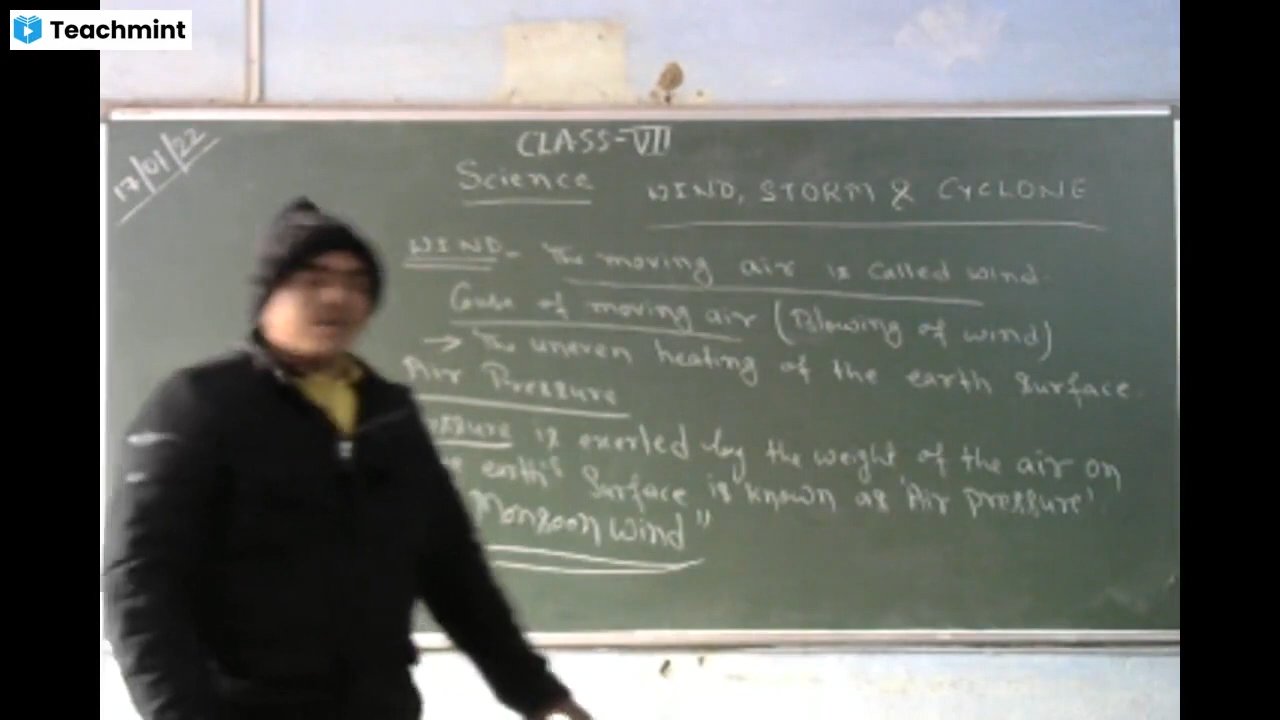 Teachmint
17/01/22
CLASS-VII
Science
WIND, STORM & CYCLONE
WIND - The moving air is called wind.
Cause of moving air (Blowing of wind)
→ The uneven heating of the earth surface
Air Pressure
is exerted by the weight of the air on
earth's Surface is known as 'Air pressure'
Monsoon wind"